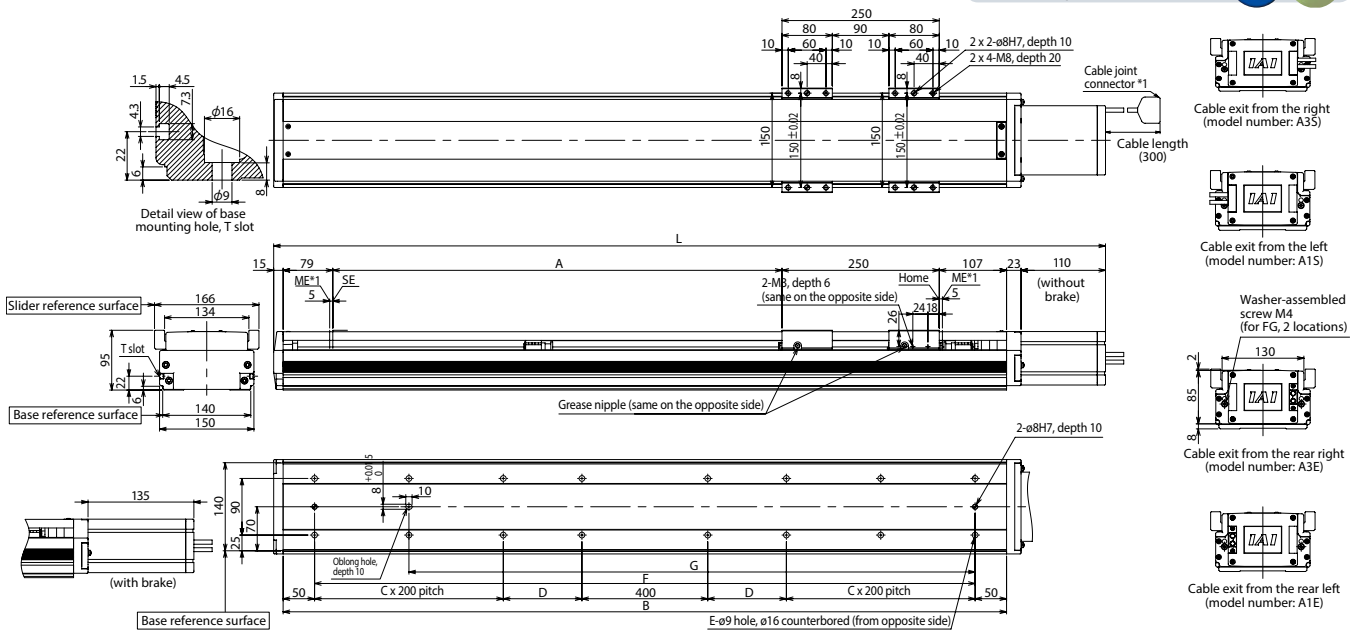 250
80
90
80
10
60
10
10
60
10
40
40
8
8
2 x 2-ø8H7, depth 10
2 x 4-M8, depth 20
Cable joint
connector *1
Cable length
(300)
150
150 ±0.02
150
150 ±0.02
1.5
4.5
7.3
ø16
4.3
22
6
8
ø9
Detail view of base
mounting hole, T slot
IAI
Cable exit from the right
(model number: A3S)
IAI
Cable exit from the left
(model number: A1S)
L
15
79
A
250
107
23
110
(without
brake)
ME*1
SE
5
2-M3, depth 6
(same on the opposite side)
Home
ME*1
5
24
18
26
Slider reference surface
166
134
95
T slot
22
6
Base reference surface
140
150
Grease nipple (same on the opposite side)
Washer-assembled
screw M4
(for FG, 2 locations)
2
130
85
8
IAI
Cable exit from the rear right
(model number: A3E)
2-ø8H7, depth 10
+0.015
0
8
10
140
90
70
25
Oblong hole,
depth 10
G
F
50
C x 200 pitch
D
400
D
C x 200 pitch
50
B
E-ø9 hole, ø16 counterbored (from opposite side)
135
(with brake)
Base reference surface
IAI
Cable exit from the rear left
(model number: A1E)